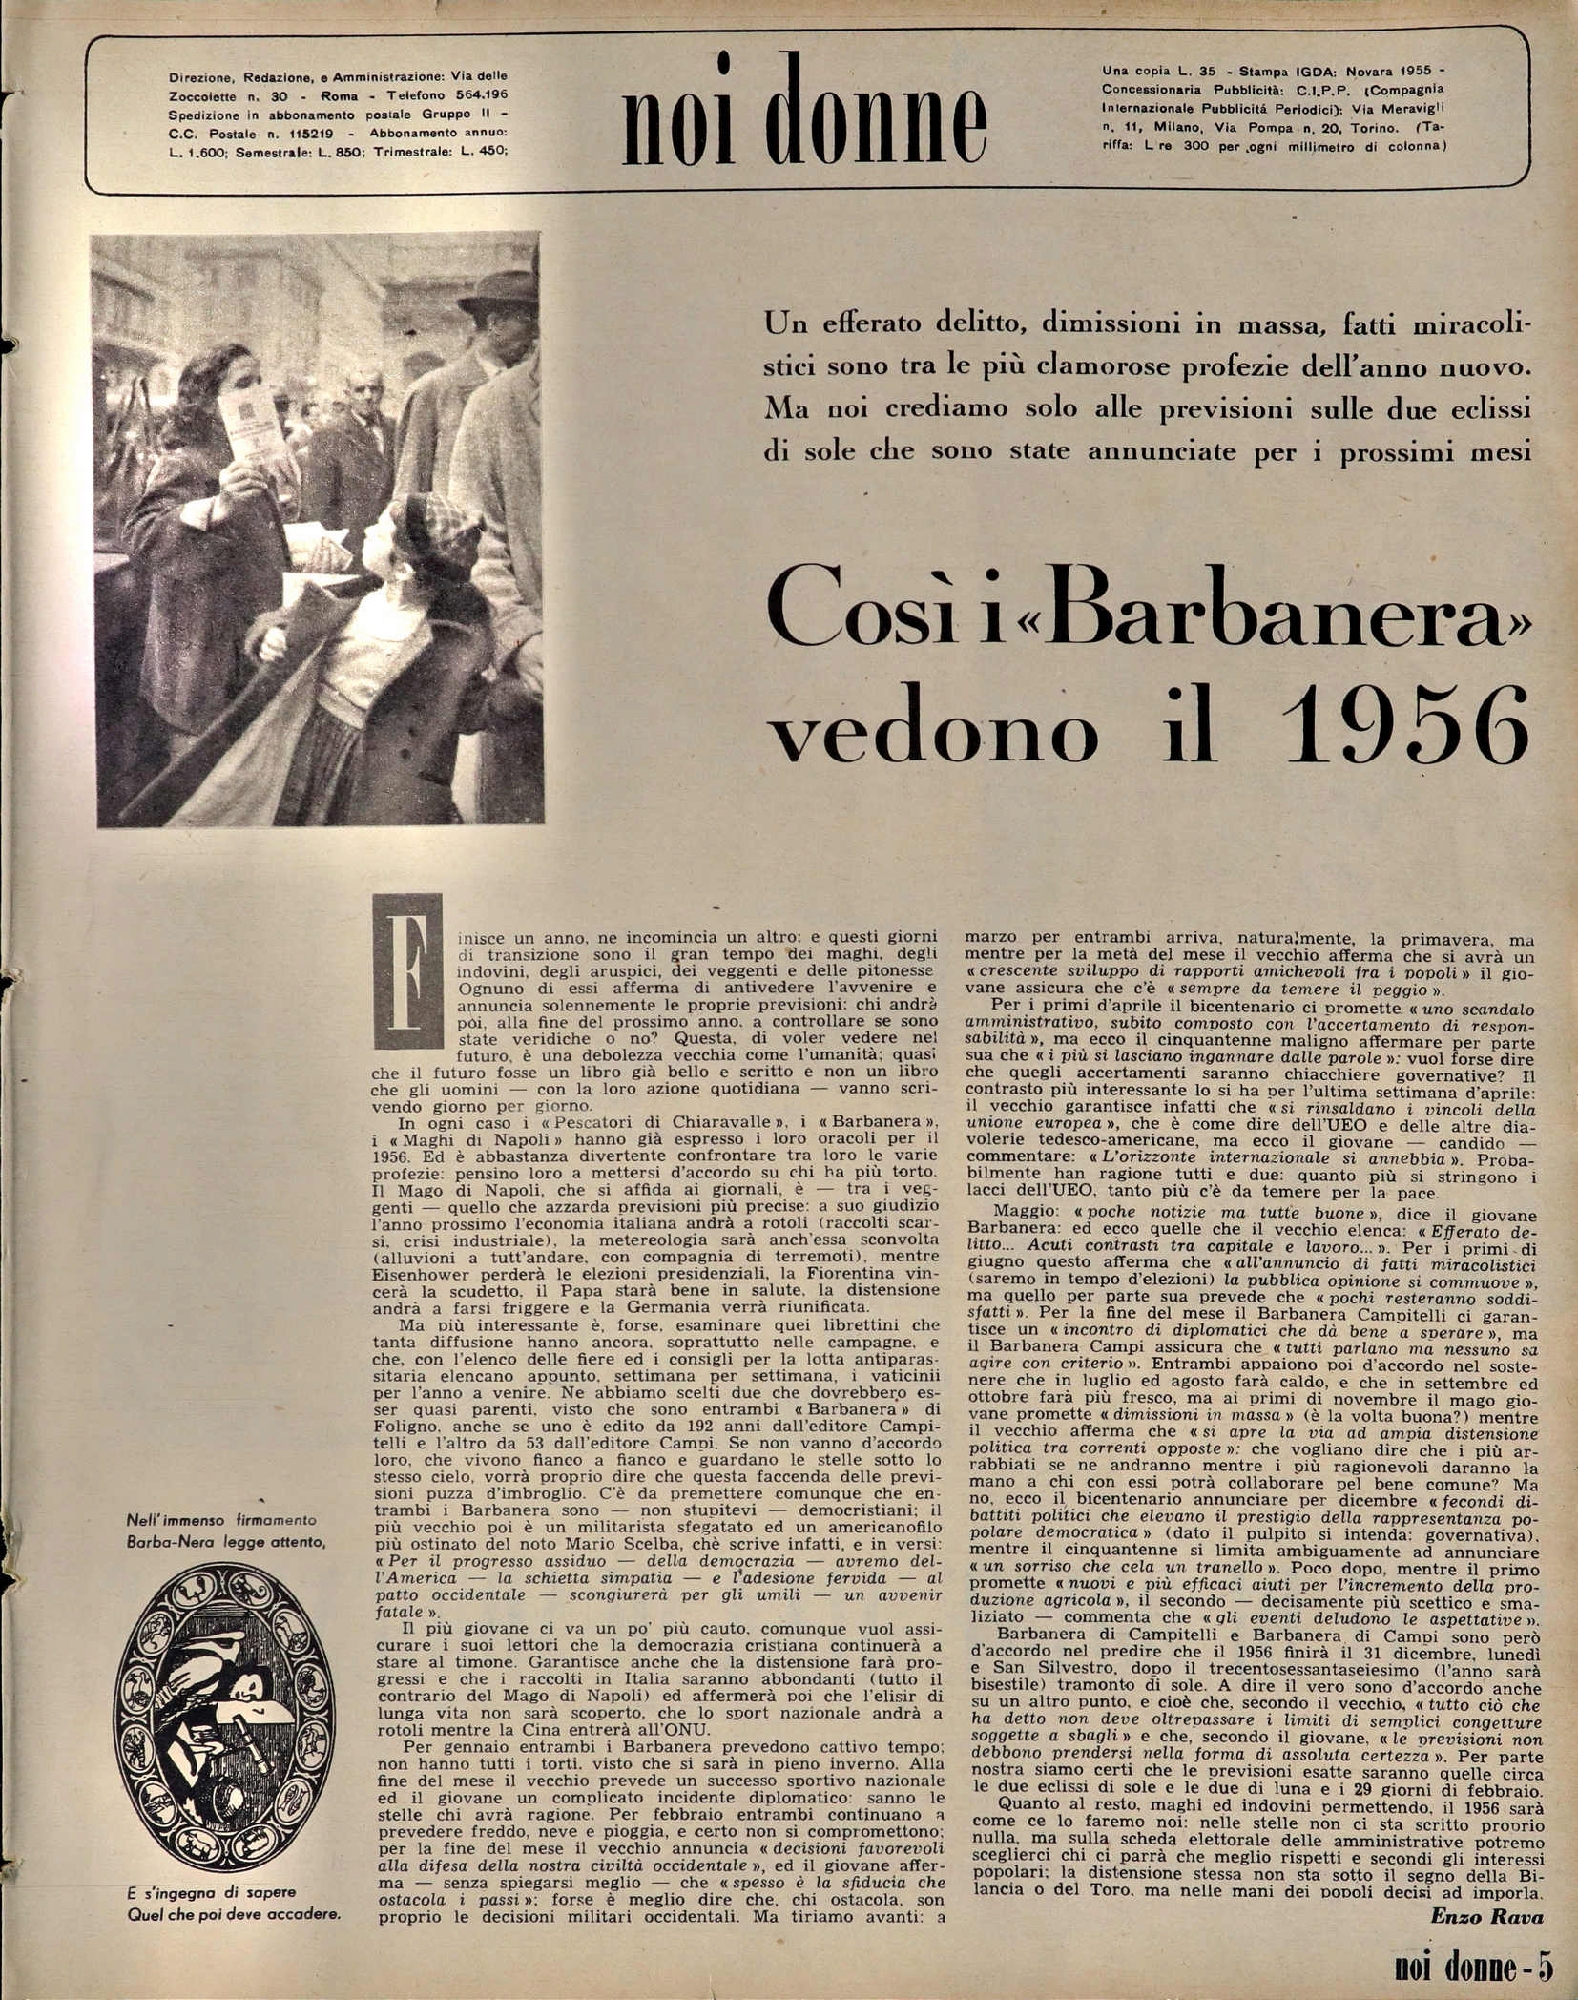 Direzione, Redazione, e Amministrazione: Via delle
Zoccolette n. 30 - Roma - Telefono 564.196
Spedizione in abbonamento postale Gruppo II -
C.C. Postale n. 115219 - Abbonamento annuo:
L. 1.600; Semestrale: L. 850; Trimestrale: L. 450;
noi donne
Una copia L. 35 - Stampa IGDA: Novara 1955 -
Concessionaria Pubblicità: C.I.P.P. (Compagnia
Internazionale Pubblicità Periodici): Via Meravigli
n. 11, Milano, Via Pompa n. 20, Torino. (Ta-
riffa: L re 300 per ogni millimetro di colonna)
Un efferato delitto, dimissioni in massa, fatti miracoli-
stici sono tra le più clamorose profezie dell'anno nuovo.
Ma noi crediamo solo alle previsioni sulle due eclissi
di sole che sono state annunciate per i prossimi mesi
Così i «Barbanera»
vedono il 1956
Finisce un anno, ne incomincia un altro: e questi giorni
di transizione sono il gran tempo dei maghi, degli
indovini, degli aruspici, dei veggenti e delle pitonesse
Ognuno di essi afferma di antivedere l'avvenire e
annuncia solennemente le proprie previsioni: chi andrà
poi, alla fine del prossimo anno, a controllare se sono
state veridiche o no? Questa, di voler vedere nel
futuro, è una debolezza vecchia come l'umanità; quasi
che il futuro fosse un libro già bello e scritto e non un libro
che gli uomini — con la loro azione quotidiana — vanno scri-
vendo giorno per giorno.
In ogni caso i «Pescatori di Chiaravalle», i «Barbanera»,
i «Maghi di Napoli» hanno già espresso i loro oracoli per il
1956. Ed è abbastanza divertente confrontare tra loro le varie
profezie: pensino loro a mettersi d'accordo su chi ha più torto.
Il Mago di Napoli, che si affida ai giornali, è — tra i veg-
genti — quello che azzarda previsioni più precise: a suo giudizio
l'anno prossimo l'economia italiana andrà a rotoli (raccolti scar-
si, crisi industriale), la metereologia sarà anch'essa sconvolta
(alluvioni a tutt'andare, con compagnia di terremoti), mentre
Eisenhower perderà le elezioni presidenziali, la Fiorentina vin-
cerà la scudetto, il Papa starà bene in salute, la distensione
andrà a farsi friggere e la Germania verrà riunificata.
Ma più interessante è, forse, esaminare quei librettini che
tanta diffusione hanno ancora, soprattutto nelle campagne, e
che, con l'elenco delle fiere ed i consigli per la lotta antiparas-
sitaria elencano appunto, settimana per settimana, i vaticinii
per l'anno a venire. Ne abbiamo scelti due che dovrebbero es-
ser quasi parenti, visto che sono entrambi «Barbanera» di
Foligno, anche se uno è edito da 192 anni dall'editore Campi-
telli e l'altro da 53 dall'editore Campi. Se non vanno d'accordo
loro, che vivono fianco a fianco e guardano le stelle sotto lo
stesso cielo, vorrà proprio dire che questa faccenda delle previ-
sioni puzza d'imbroglio. C'è da premettere comunque che en-
trambi i Barbanera sono — non stupitevi — democristiani; il
più vecchio poi è un militarista sfegatato ed un americanofilo
più ostinato del noto Mario Scelba, chè scrive infatti, e in versi:
«Per il progresso assiduo — della democrazia — avremo del-
l'America — la schietta simpatia — e l'adesione fervida — al
patto occidentale — scongiurerà per gli umili — un avvenir
fatale».
Il più giovane ci va un po' più cauto, comunque vuol assi-
curare i suoi lettori che la democrazia cristiana continuerà a
stare al timone. Garantisce anche che la distensione farà pro-
gressi e che i raccolti in Italia saranno abbondanti (tutto il
contrario del Mago di Napoli) ed affermerà poi che l'elisir di
lunga vita non sarà scoperto, che lo sport nazionale andrà a
rotoli mentre la Cina entrerà all'ONU.
Per gennaio entrambi i Barbanera prevedono cattivo tempo;
non hanno tutti i torti, visto che si sarà in pieno inverno. Alla
fine del mese il vecchio prevede un successo sportivo nazionale
ed il giovane un complicato incidente diplomatico: sanno le
stelle chi avrà ragione. Per febbraio entrambi continuano a
prevedere freddo, neve e pioggia, e certo non si compromettono;
per la fine del mese il vecchio annuncia «decisioni favorevoli
alla difesa della nostra civiltà occidentale», ed il giovane affer-
ma — senza spiegarsi meglio — che «spesso è la sfiducia che
ostacola i passi»: forse è meglio dire che, chi ostacola, son
proprio le decisioni militari occidentali. Ma tiriamo avanti: a
marzo per entrambi arriva, naturalmente, la primavera, ma
mentre per la metà del mese il vecchio afferma che si avrà un
«crescente sviluppo di rapporti amichevoli fra i popoli» il gio-
vane assicura che c'è «sempre da temere il peggio».
Per i primi d'aprile il bicentenario ci promette «uno scandalo
amministrativo, subito composto con l'accertamento di respon-
sabilità», ma ecco il cinquantenne maligno affermare per parte
sua che «i più si lasciano ingannare dalle parole»: vuol forse dire
che quegli accertamenti saranno chiacchiere governative? Il
contrasto più interessante lo si ha per l'ultima settimana d'aprile:
il vecchio garantisce infatti che «si rinsaldano i vincoli della
unione europea», che è come dire dell'UEO e delle altre dia-
volerie tedesco-americane, ma ecco il giovane — candido —
commentare: «L'orizzonte internazionale si annebbia». Proba-
bilmente han ragione tutti e due: quanto più si stringono i
lacci dell'UEO, tanto più c'è da temere per la pace
Maggio: «poche notizie ma tutte buone», dice il giovane
Barbanera: ed ecco quelle che il vecchio elenca: «Efferato de-
litto... Acuti contrasti tra capitale e lavoro...». Per i primi di
giugno questo afferma che «all'annuncio di fatti miracolistici
(saremo in tempo d'elezioni) la pubblica opinione si commuove»,
ma quello per parte sua prevede che «pochi resteranno soddi-
sfatti». Per la fine del mese il Barbanera Campitelli ci garan-
tisce un «incontro di diplomatici che dà bene a sperare», ma
il Barbanera Campi assicura che «tutti parlano ma nessuno sa
agire con criterio». Entrambi appaiono poi d'accordo nel soste-
nere che in luglio ed agosto farà caldo, e che in settembre ed
ottobre farà più fresco, ma ai primi di novembre il mago gio-
vane promette «dimissioni in massa» (è la volta buona?) mentre
il vecchio afferma che «si apre la via ad ampia distensione
politica tra correnti opposte»: che vogliano dire che i più ar-
rabbiati se ne andranno mentre i più ragionevoli daranno la
mano a chi con essi potrà collaborare pel bene comune? Ma
no, ecco il bicentenario annunciare per dicembre «fecondi di-
battiti politici che elevano il prestigio della rappresentanza po-
polare democratica» (dato il pulpito si intenda: governativa),
mentre il cinquantenne si limita ambiguamente ad annunciare
«un sorriso che cela un tranello». Poco dopo, mentre il primo
promette «nuovi e più efficaci aiuti per l'incremento della pro-
duzione agricola», il secondo — decisamente più scettico e sma-
liziato — commenta che «gli eventi deludono le aspettative».
Barbanera di Campitelli e Barbanera di Campi sono però
d'accordo nel predire che il 1956 finirà il 31 dicembre, lunedì
e San Silvestro, dopo il trecentosessantaseiesimo (l'anno sarà
bisestile) tramonto di sole. A dire il vero sono d'accordo anche
su un altro punto, e cioè che, secondo il vecchio, «tutto ciò che
ha detto non deve oltrepassare i limiti di semplici congetture
soggette a sbagli» e che, secondo il giovane, «le previsioni non
debbono prendersi nella forma di assoluta certezza». Per parte
nostra siamo certi che le previsioni esatte saranno quelle circa
le due eclissi di sole e le due di luna e i 29 giorni di febbraio.
Quanto al resto, maghi ed indovini permettendo, il 1956 sarà
come ce lo faremo noi: nelle stelle non ci sta scritto proprio
nulla, ma sulla scheda elettorale delle amministrative potremo
sceglierci chi ci parrà che meglio rispetti e secondi gli interessi
popolari; la distensione stessa non sta sotto il segno della Bi-
lancia o del Toro, ma nelle mani dei popoli decisi ad imporla.
Enzo Rava
Nell'immenso firmamento
Barba-Nera legge attento,
E s'ingegna di sapere
Quel che poi deve accadere.
noi donne - 5